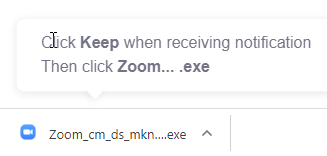 Click Keep when receiving notification
Then click Zoom... .exe
Zoom_cm_ds_mkn....exe